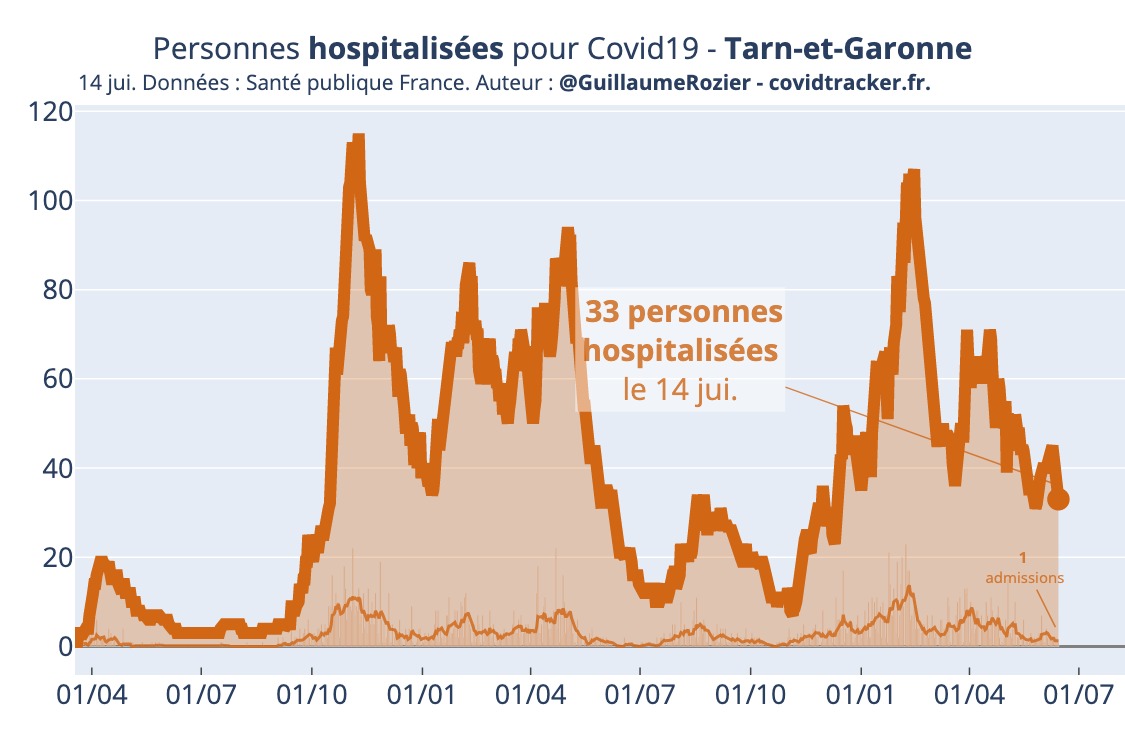 Personnes hospitalisées pour Covid19 - Tarn-et-Garonne
14 jui. Données : Santé publique France. Auteur : @GuillaumeRozier - covidtracker.fr.
120
100
80
60
40
20
0
33 personnes
hospitalisées
le 14 jui.
1
admissions
01/04 01/07 01/10 01/01 01/04 01/07 01/10 01/01 01/04 01/07